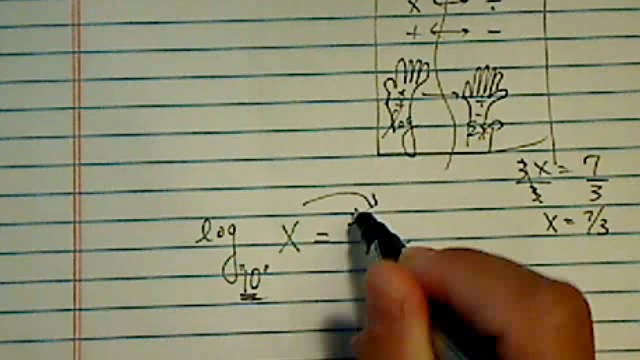 x ↔ ÷
+ ↔ −
log exp
3x = 7
3 3
x = 7/3
log "10" x =